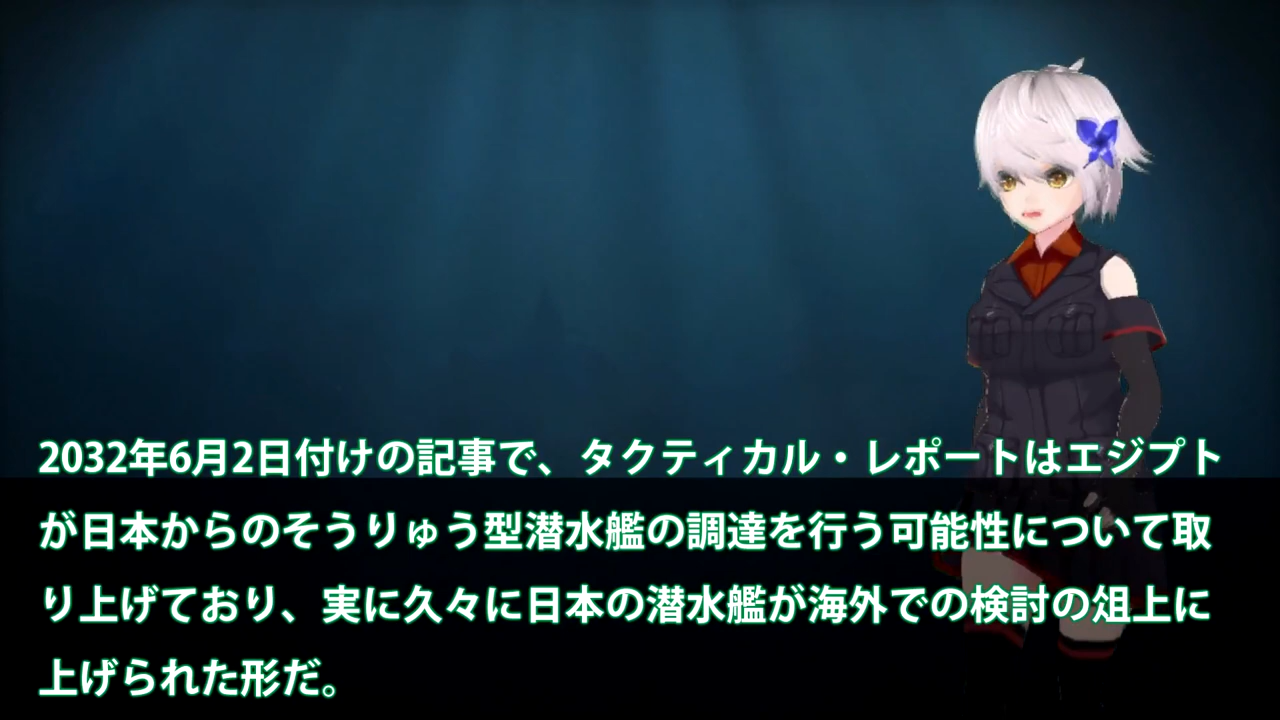 2032年6月2日付けの記事で、タクティカル・レポートはエジプト
が日本からのそうりゅう型潜水艦の調達を行う可能性について取
り上げており、実に久々に日本の潜水艦が海外での検討の俎上に
上げられた形だ。